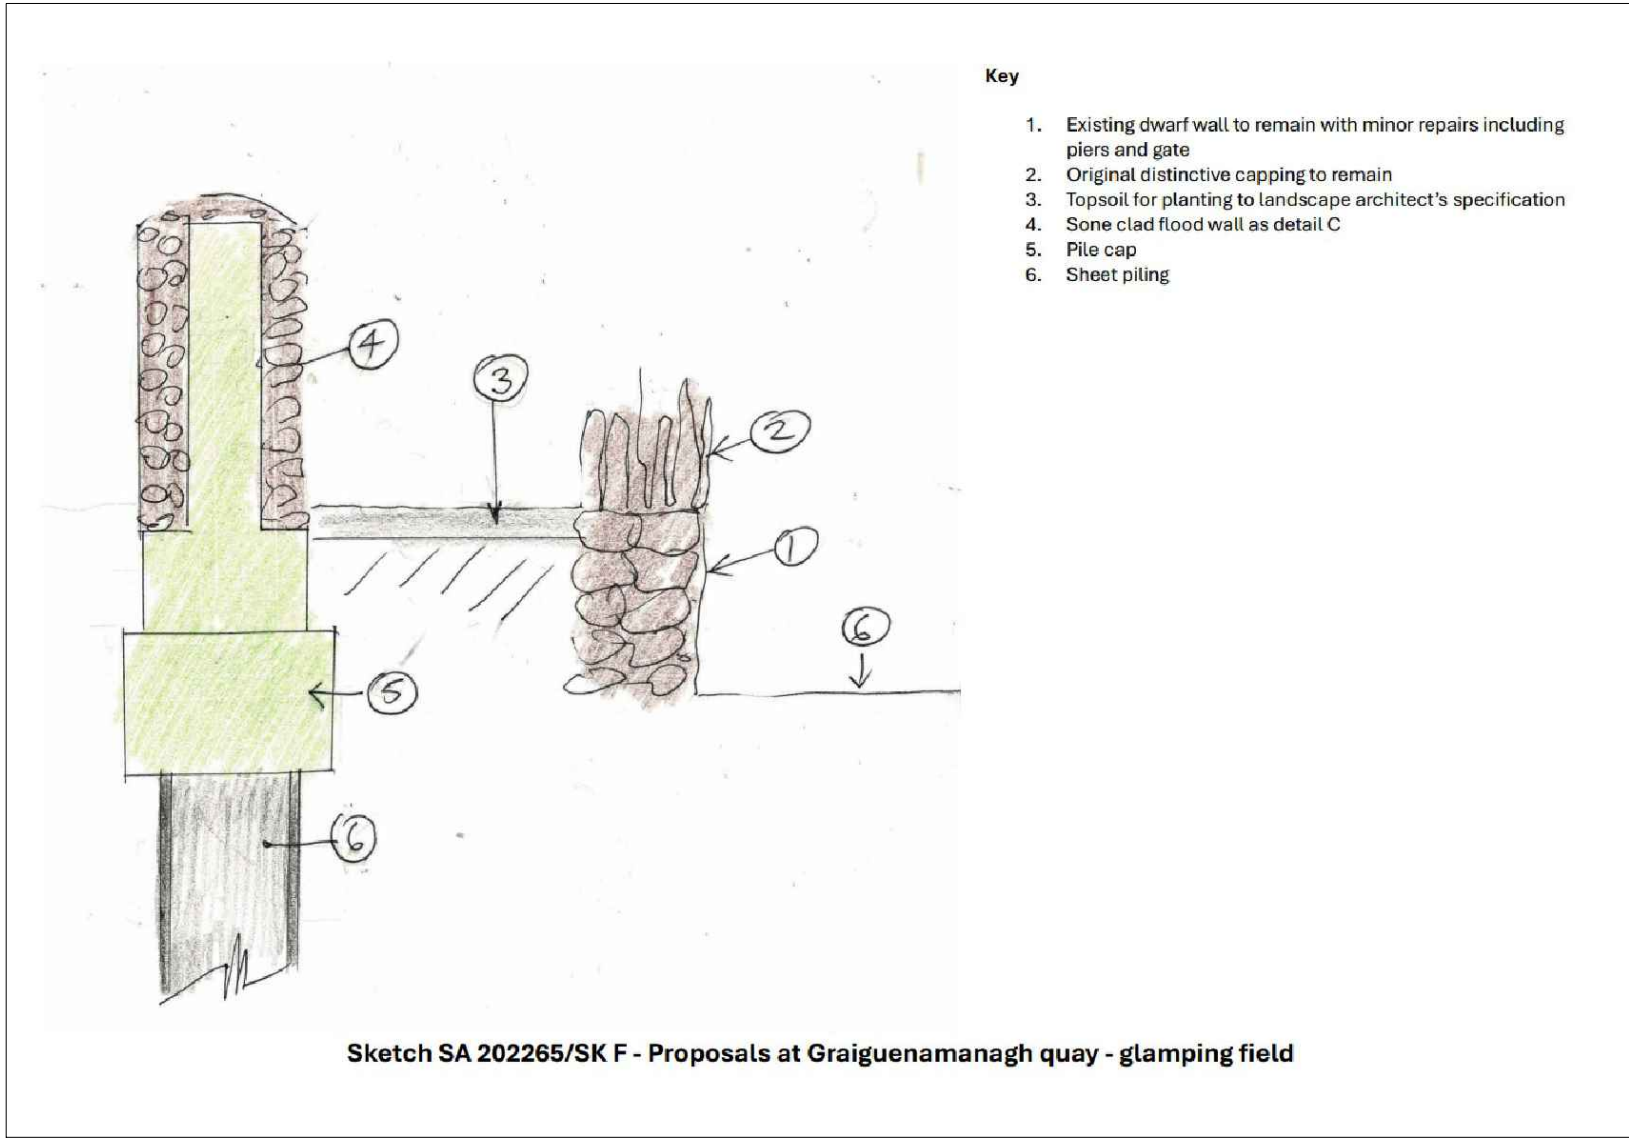 Key
1. Existing dwarf wall to remain with minor repairs including
piers and gate
2. Original distinctive capping to remain
3. Topsoil for planting to landscape architect's specification
4. Sone clad flood wall as detail C
5. Pile cap
6. Sheet piling
4
3
2
1
6
5
6
Sketch SA 202265/SK F - Proposals at Graiguenamanagh quay - glamping field